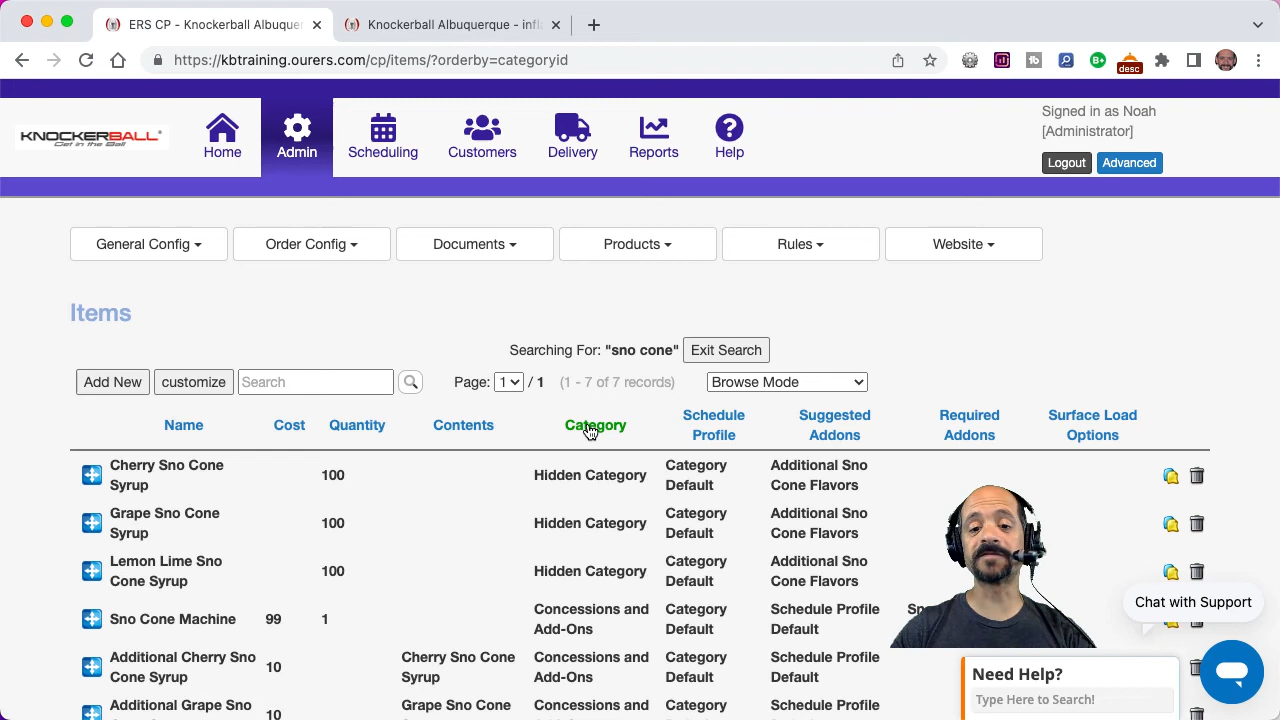 ERS CP - Knockerball Albuquer
Knockerball Albuquerque - infl
https://kbtraining.ourers.com/cp/items/?orderby=categoryid
desc
KNOCKERBALL
Get in the Ball
Home
Admin
Scheduling
Customers
Delivery
Reports
Help
Signed in as Noah
[Administrator]
Logout
Advanced
General Config
Order Config
Documents
Products
Rules
Website
Items
Searching For: "sno cone"
Exit Search
Add New
customize
Search
Page: 1 / 1 (1 - 7 of 7 records)
Browse Mode
Name
Cost
Quantity
Contents
Category
Schedule
Profile
Suggested
Addons
Required
Addons
Surface Load
Options
Cherry Sno Cone
Syrup
100
Hidden Category
Category
Default
Additional Sno
Cone Flavors
Grape Sno Cone
Syrup
100
Hidden Category
Category
Default
Additional Sno
Cone Flavors
Lemon Lime Sno
Cone Syrup
100
Hidden Category
Category
Default
Additional Sno
Cone Flavors
Sno Cone Machine
99
1
Concessions and
Add-Ons
Category
Default
Schedule Profile
Default
Additional Cherry Sno
Cone Syrup
10
Cherry Sno Cone
Syrup
Concessions and
Add-Ons
Category
Default
Schedule Profile
Default
Additional Grape Sno
10
Grape Sno Cone
Concessions and
Category
Schedule Profile
Chat with Support
Need Help?
Type Here to Search!